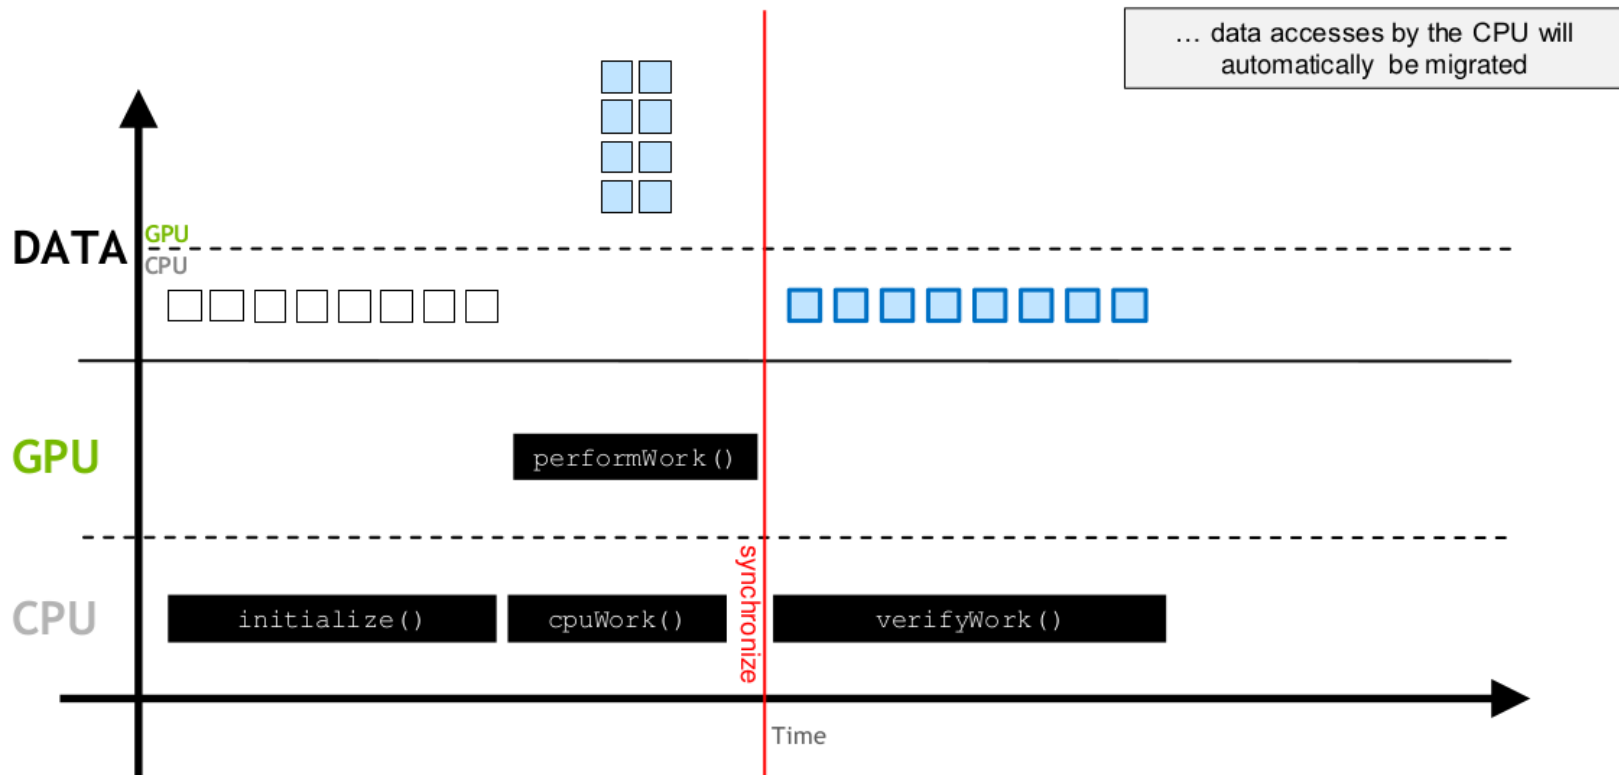 … data accesses by the CPU will
automatically be migrated
DATA
GPU
CPU
GPU
performWork()
synchronize
CPU
initialize()
cpuWork()
verifyWork()
Time